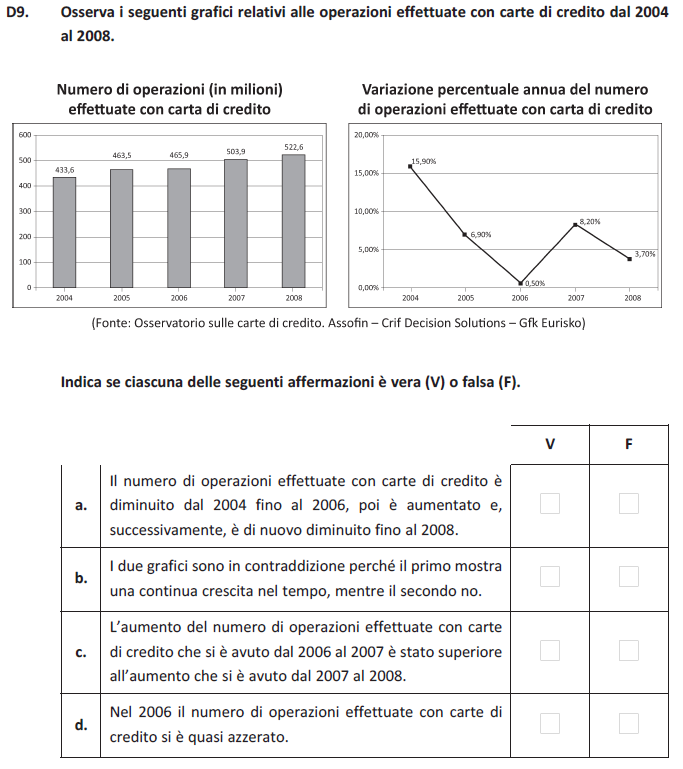 D9. Osserva i seguenti grafici relativi alle operazioni effettuate con carte di credito dal 2004
al 2008.
Numero di operazioni (in milioni)
effettuate con carta di credito
600
500
400
300
200
100
0
433,6
463,5
465,9
503,9
522,6
2004 2005 2006 2007 2008
Variazione percentuale annua del numero
di operazioni effettuate con carta di credito
20,00%
15,00%
10,00%
5,00%
0,00%
15,90%
6,90%
0,50%
8,20%
3,70%
2004 2005 2006 2007 2008
(Fonte: Osservatorio sulle carte di credito. Assofin – Crif Decision Solutions – Gfk Eurisko)
Indica se ciascuna delle seguenti affermazioni è vera (V) o falsa (F).
V F
a. Il numero di operazioni effettuate con carte di credito è
diminuito dal 2004 fino al 2006, poi è aumentato e,
successivamente, è di nuovo diminuito fino al 2008.
b. I due grafici sono in contraddizione perché il primo mostra
una continua crescita nel tempo, mentre il secondo no.
c. L'aumento del numero di operazioni effettuate con carte
di credito che si è avuto dal 2006 al 2007 è stato superiore
all'aumento che si è avuto dal 2007 al 2008.
d. Nel 2006 il numero di operazioni effettuate con carte di
credito si è quasi azzerato.